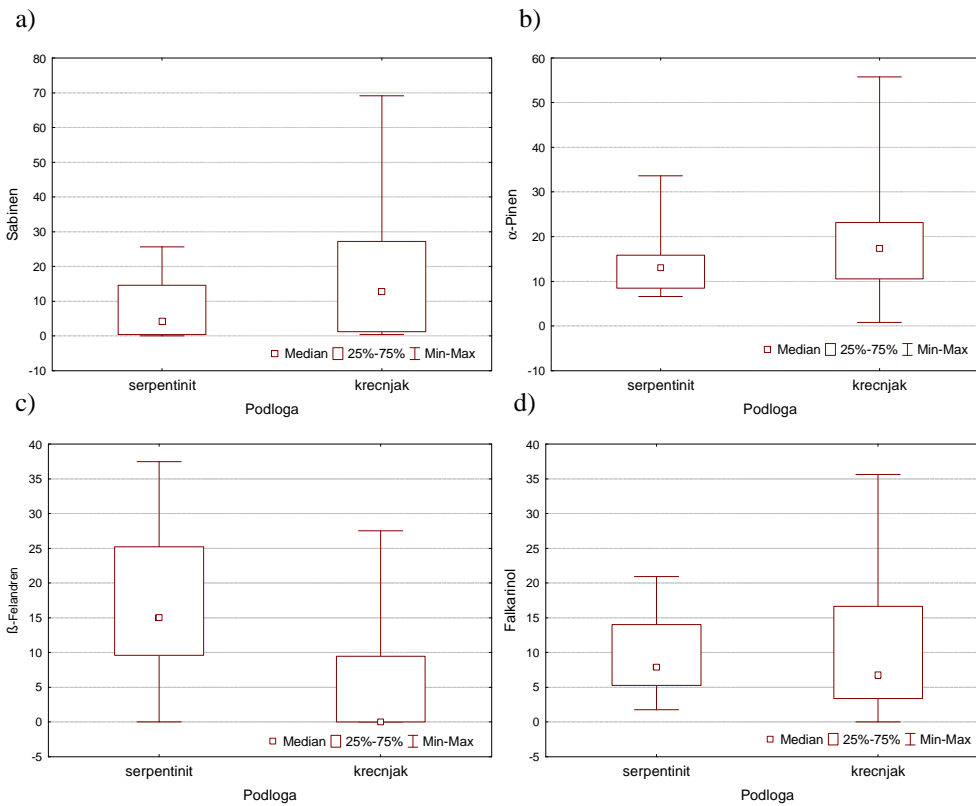 a)
80
70
60
50
40
30
20
10
0
-10
Sabinen
Median 25%-75% Min-Max
serpentinit krecnjak
Podloga
b)
60
50
40
30
20
10
0
-10
α-Pinen
Median 25%-75% Min-Max
serpentinit krecnjak
Podloga
c)
40
35
30
25
20
15
10
5
0
-5
ß-Felandren
Median 25%-75% Min-Max
serpentinit krecnjak
Podloga
d)
40
35
30
25
20
15
10
5
0
-5
Falkarinol
Median 25%-75% Min-Max
serpentinit krecnjak
Podloga